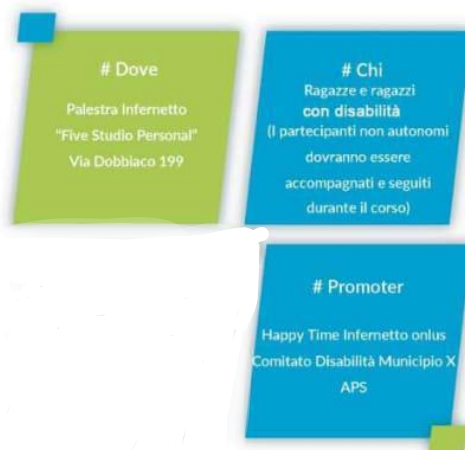 # Dove
Palestra Infernetto
"Five Studio Personal"
Via Dobbiaco 199
# Chi
Ragazze e ragazzi
con disabilità
(I partecipanti non autonomi
dovranno essere
accompagnati e seguiti
durante il corso)
# Promoter
Happy Time Infernetto onlus
Comitato Disabilità Municipio X
APS